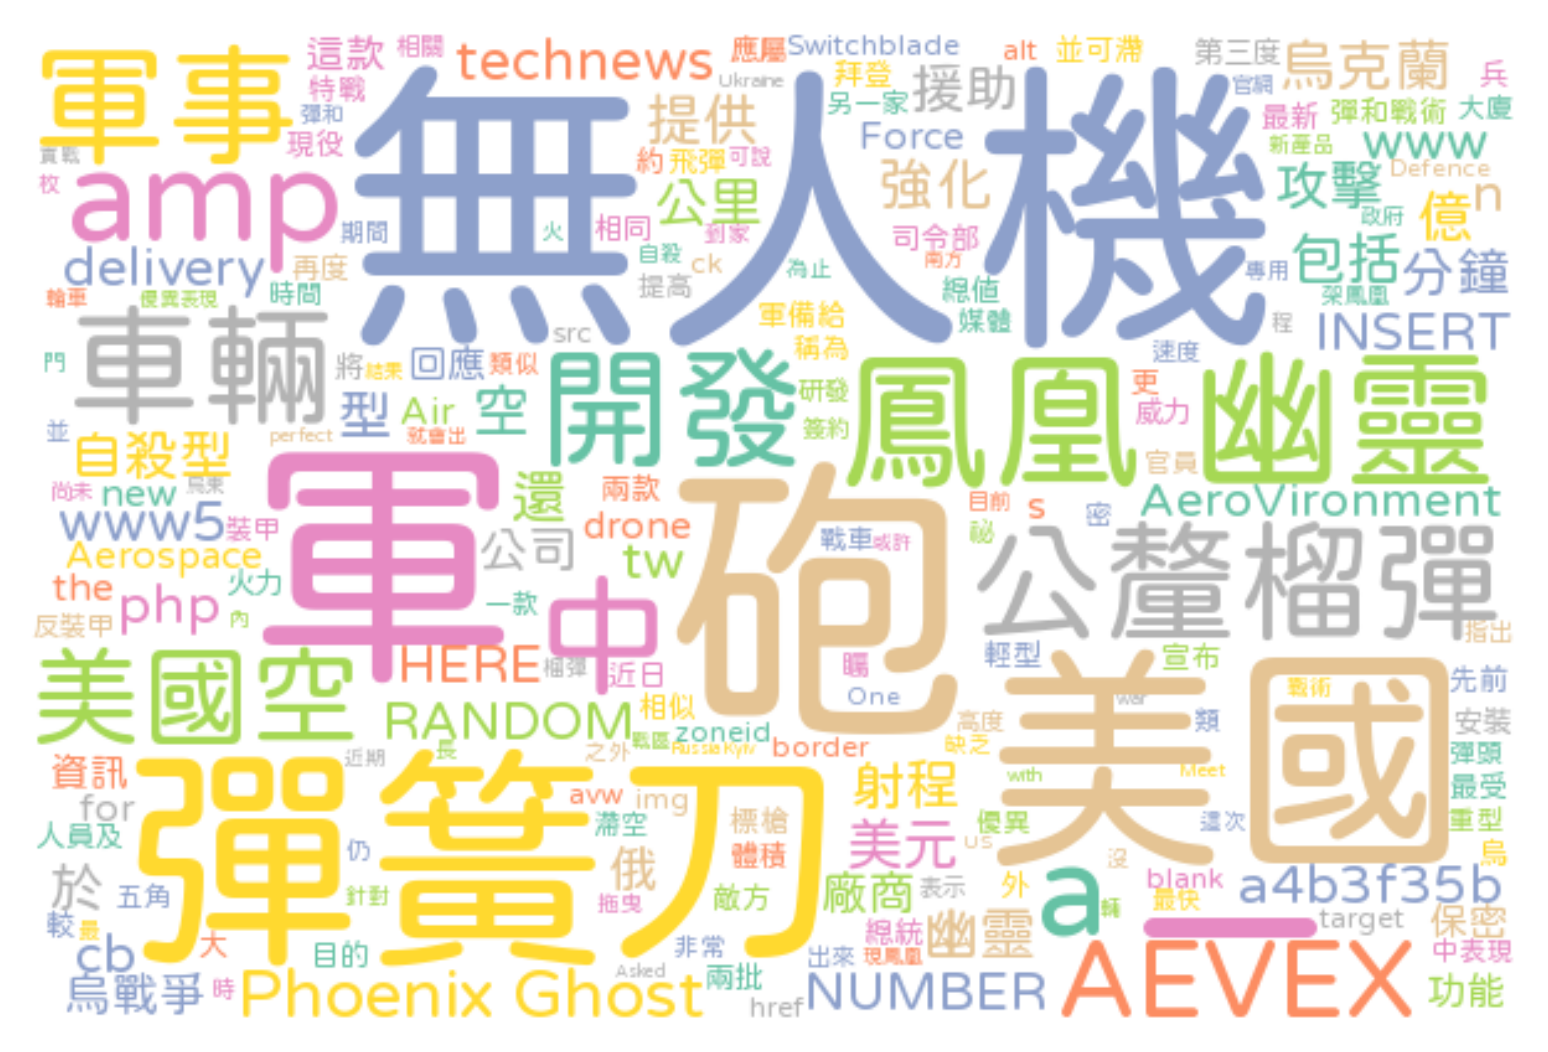 軍事
這款
相關
technews
應屬
Switchblade
alt
並可滯
第三度
烏克蘭
兵
特戰
Ukraine
拜登
援助
官網
彈和
無人機
提供
另一家
最新
彈和戰術
大廈
現役
實戰
約
飛彈
可說
Force
新產品
www
枚
amp
公里
強化
攻擊
Defence
億
n
期間
火
相同
到家
司令部
政府
delivery
再度
自殺
ck
為止
南方
專用
包括
分鐘
輪車
優異表現
時間
提高
總值
架鳳凰
車輛
src
軍備給
媒體
程
INSERT
門
將
結果
回應
類似
稱為
速度
開發
鳳凰
幽靈
型
Air
空
研發
更
威力
並
自殺型
perfect
就會出
簽約
官員
尚未
new
烏東
軍
還
兩款
砲
目前
s
密
AeroVironment
www5
裝甲
公司
drone
戰車
或許
祕
公釐
榴彈
Aerospace
the
php
火力
tw
反裝甲
內
一款
中
指出
美國空
HERE
榴彈
近日
矚
輕型
宣布
One
美國
war
戰術
先前
RANDOM
相似
zoneid
高度
類
安裝
戰區
RussiaKyiv
border
缺乏
近期
長
之外
彈頭
資訊
彈簧刀
with
Meet
for
avw
img
射程
最受
人員及
滯空
標槍
優異
這次
重型
仍
俄
體積
美元
US
沒
烏
於
五角
針對
拖曳
敵方
廠商
表示
外
a
輛
blank
最快
a4b3f35b
較
最
大
總統
幽靈
target
保密
cb
目的
非常
出來
現鳳凰
中表現
烏戰爭
時
Phoenix Ghost
Asked
兩批
href
NUMBER
AEVEX
功能